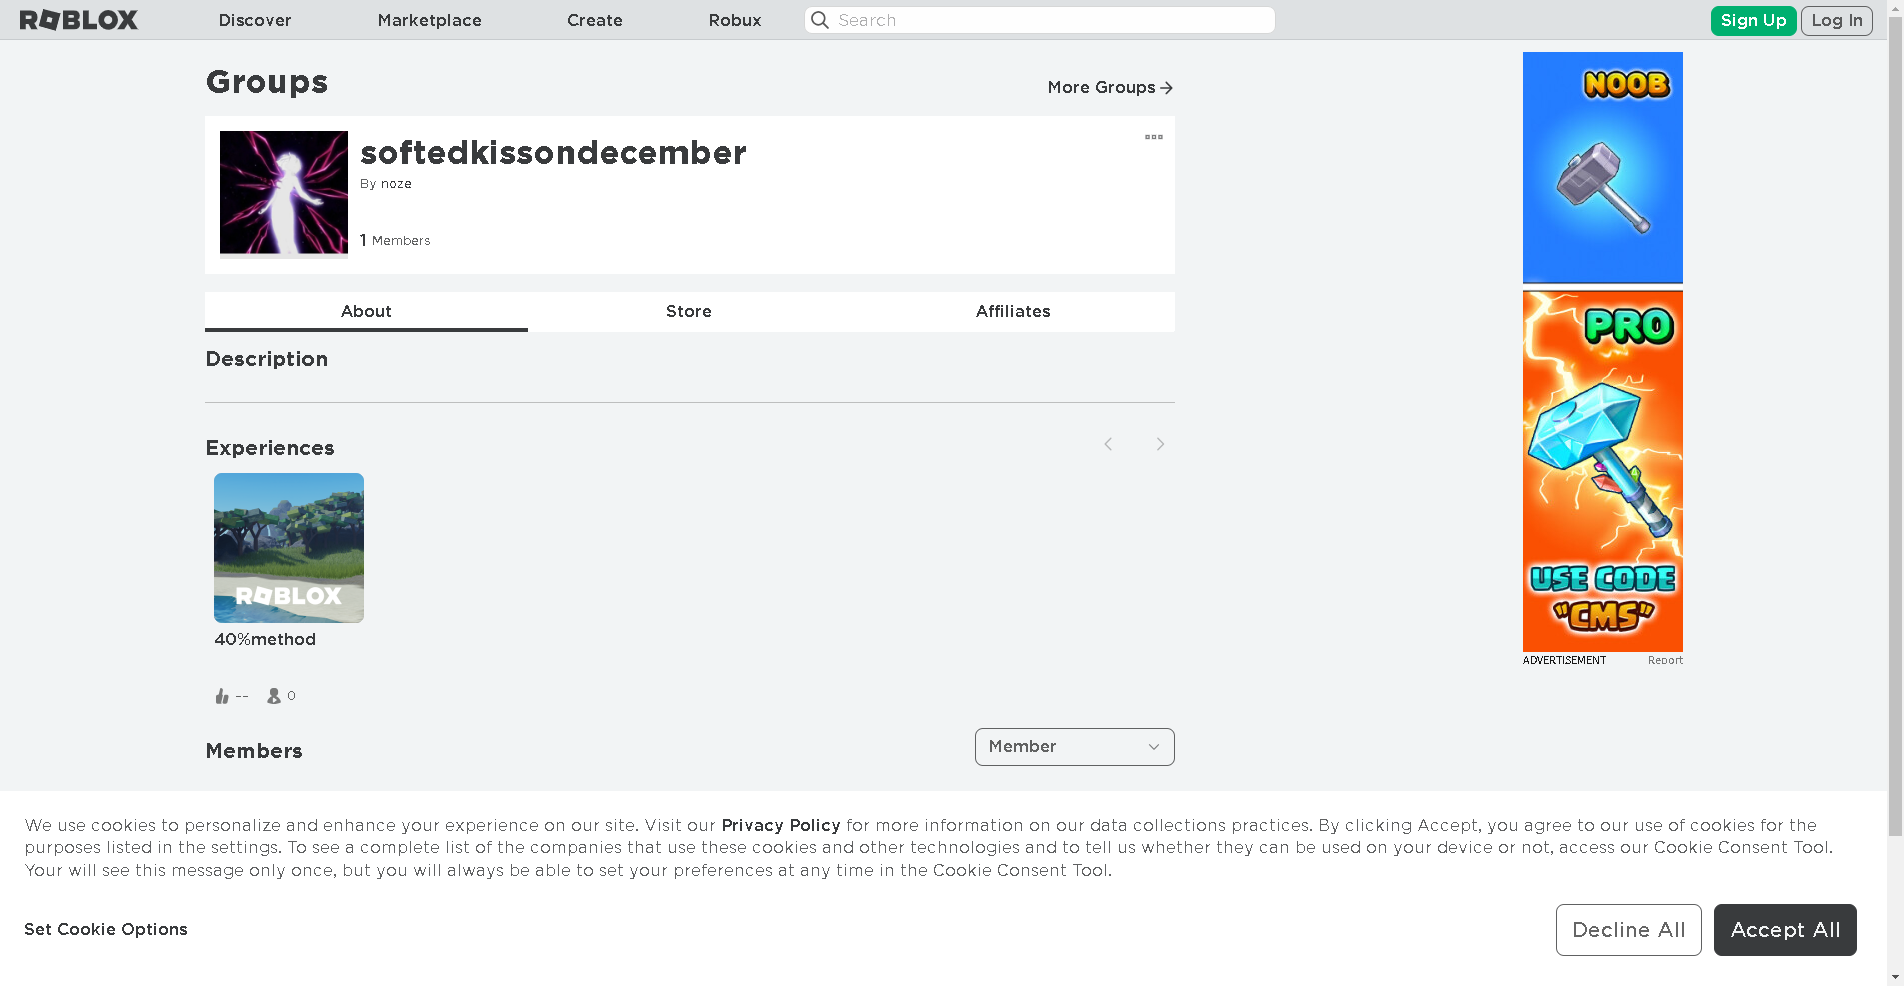 ROBLOX
Discover
Marketplace
Create
Robux
Search
Sign Up
Log In
Groups
More Groups
softedkissondecember
By noze
1 Members
About
Store
Affiliates
Description
Experiences
ROBLOX
40%method
--
0
Members
Member
NOOB
PRO
USE CODE
"CMS"
ADVERTISEMENT
Report
We use cookies to personalize and enhance your experience on our site. Visit our Privacy Policy for more information on our data collections practices. By clicking Accept, you agree to our use of cookies for the
purposes listed in the settings. To see a complete list of the companies that use these cookies and other technologies and to tell us whether they can be used on your device or not, access our Cookie Consent Tool.
Your will see this message only once, but you will always be able to set your preferences at any time in the Cookie Consent Tool.
Set Cookie Options
Decline All
Accept All